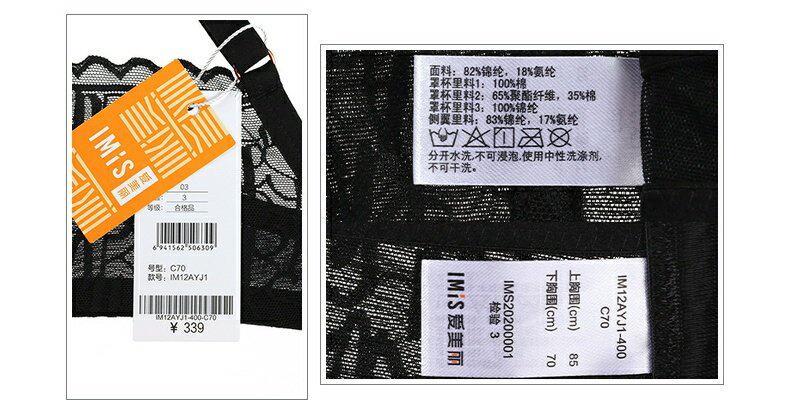 IMiS
爱美丽
03
3
等级: 合格品
6 941562 506309
号型: C70
款号: IM12AYJ1
IM12AYJ1-400-C70
¥ 339
面料: 82%锦纶, 18%氨纶
罩杯里料1: 100%棉
罩杯里料2: 65%聚酯纤维, 35%棉
罩杯里料3: 100%锦纶
侧翼里料: 83%锦纶, 17%氨纶
分开水洗, 不可浸泡, 使用中性洗涤剂,
不可干洗。
IM12AYJ1-400
C70
上胸围(cm) 85
下胸围(cm) 70
IMS20200001
检验 3
IMiS爱美丽